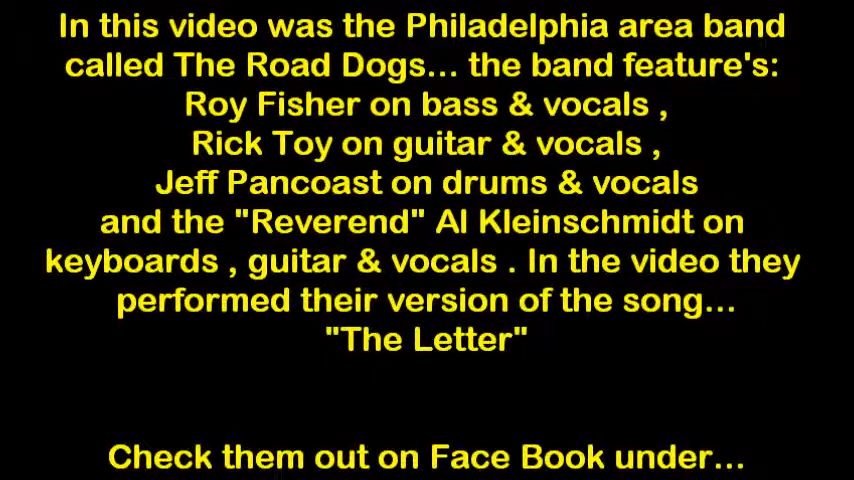 In this video was the Philadelphia area band
called The Road Dogs... the band feature's:
Roy Fisher on bass & vocals ,
Rick Toy on guitar & vocals ,
Jeff Pancoast on drums & vocals
and the "Reverend" Al Kleinschmidt on
keyboards , guitar & vocals . In the video they
performed their version of the song...
"The Letter"
Check them out on Face Book under...